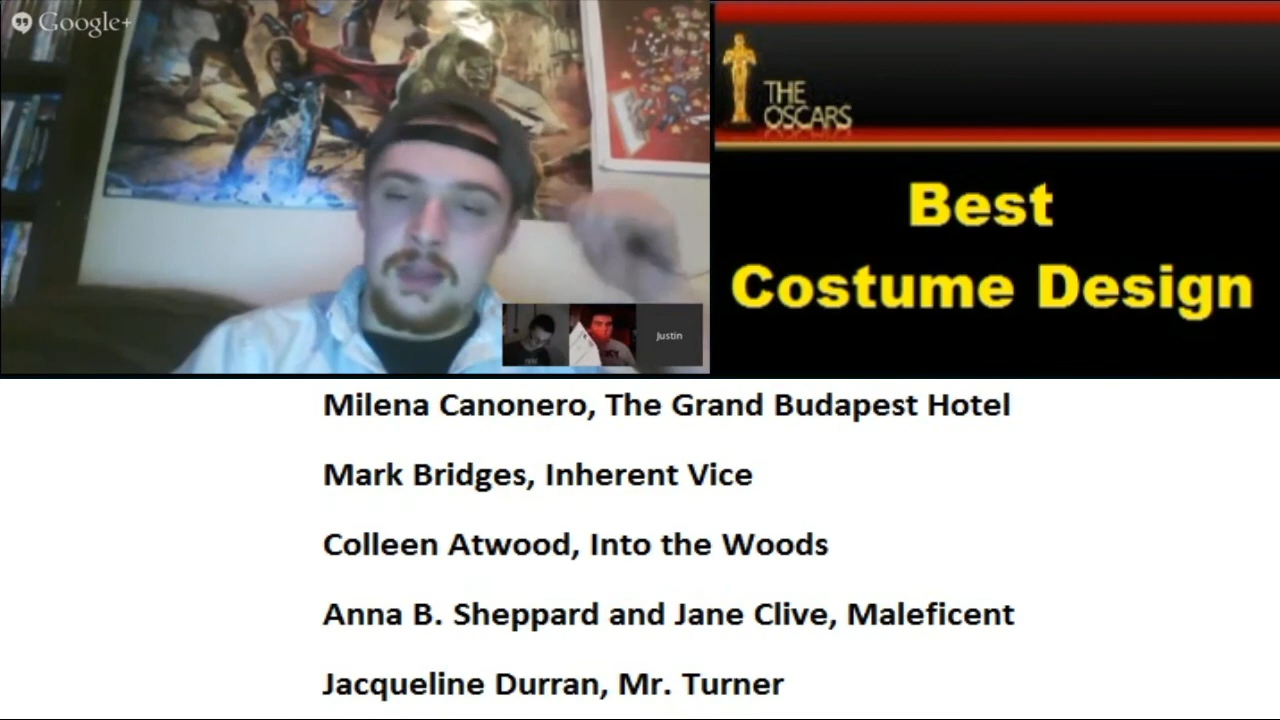 Google+
THE
OSCARS
Best
Costume Design
Justin
Milena Canonero, The Grand Budapest Hotel
Mark Bridges, Inherent Vice
Colleen Atwood, Into the Woods
Anna B. Sheppard and Jane Clive, Maleficent
Jacqueline Durran, Mr. Turner